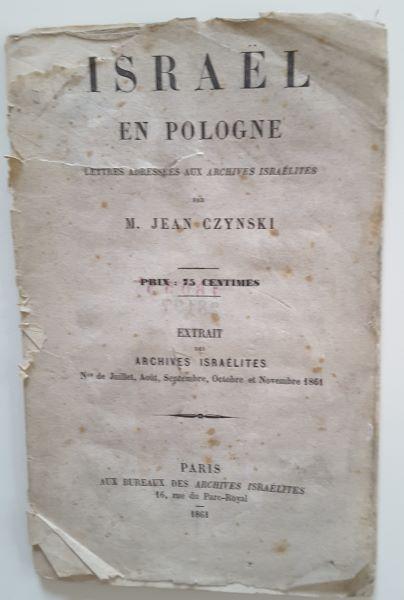 ISRAËL
EN POLOGNE
LETTRES ADRESSÉES AUX ARCHIVES ISRAÉLITES
PAR
M. JEAN CZYNSKI
PRIX : 75 CENTIMES
EXTRAIT
DES
ARCHIVES ISRAÉLITES
Nos de Juillet, Août, Septembre, Octobre et Novembre 1861
PARIS
AUX BUREAUX DES ARCHIVES ISRAÉLITES
16, rue du Parc-Royal
1861